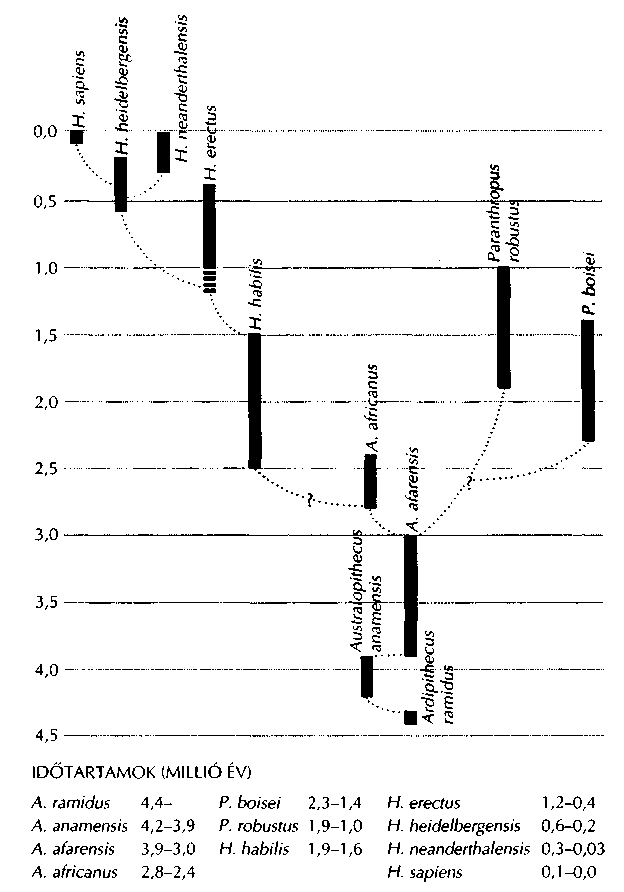 H. sapiens
H. heidelbergensis
H. neanderthalensis
H. erectus
H. habilis
A. africanus
A. afarensis
Australopithecus
anamensis
Ardipithecus
ramidus
Paranthropus
robustus
P. boisei
0,0
0,5
1,0
1,5
2,0
2,5
3,0
3,5
4,0
4,5
?
?
IDŐTARTAMOK (MILLIÓ ÉV)
A. ramidus 4,4– P. boisei 2,3–1,4 H. erectus 1,2–0,4
A. anamensis 4,2–3,9 P. robustus 1,9–1,0 H. heidelbergensis 0,6–0,2
A. afarensis 3,9–3,0 H. habilis 1,9–1,6 H. neanderthalensis 0,3–0,03
A. africanus 2,8–2,4 H. sapiens 0,1–0,0